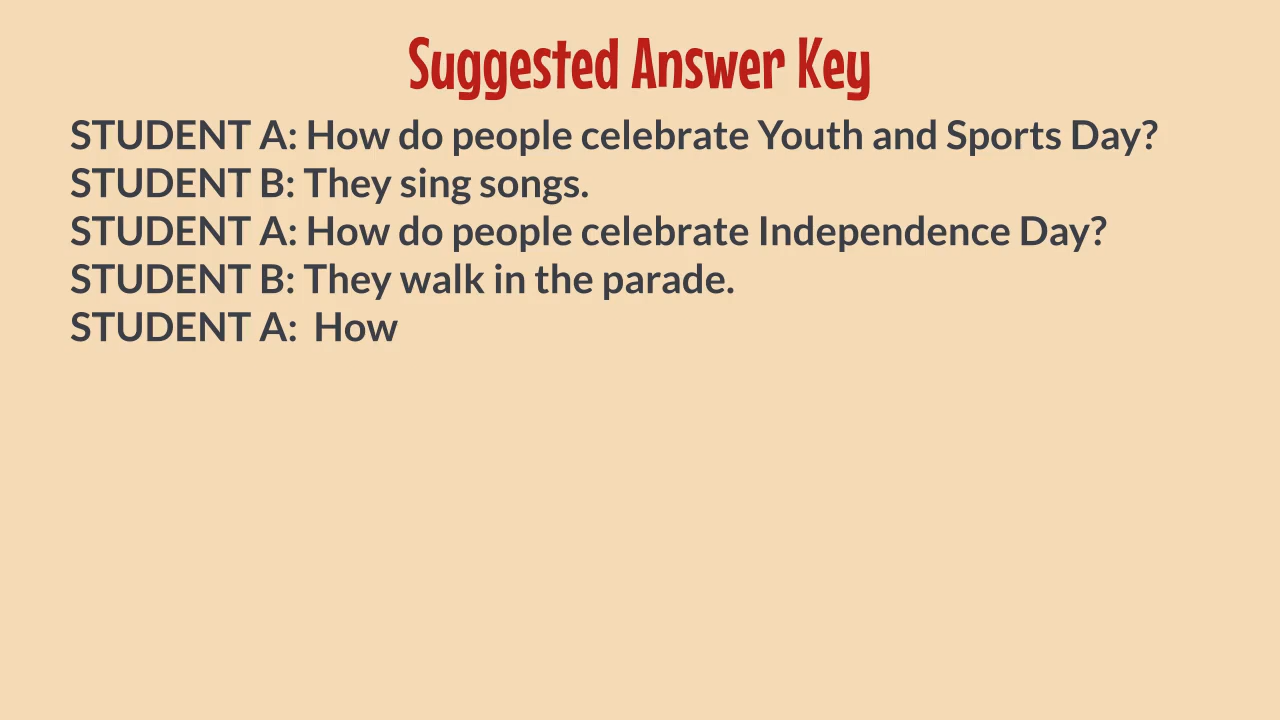 Suggested Answer Key
STUDENT A: How do people celebrate Youth and Sports Day?
STUDENT B: They sing songs.
STUDENT A: How do people celebrate Independence Day?
STUDENT B: They walk in the parade.
STUDENT A:  How